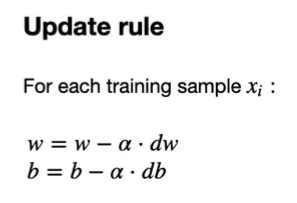 Update rule
For each training sample xᵢ :
w = w − α · dw
b = b − α · db